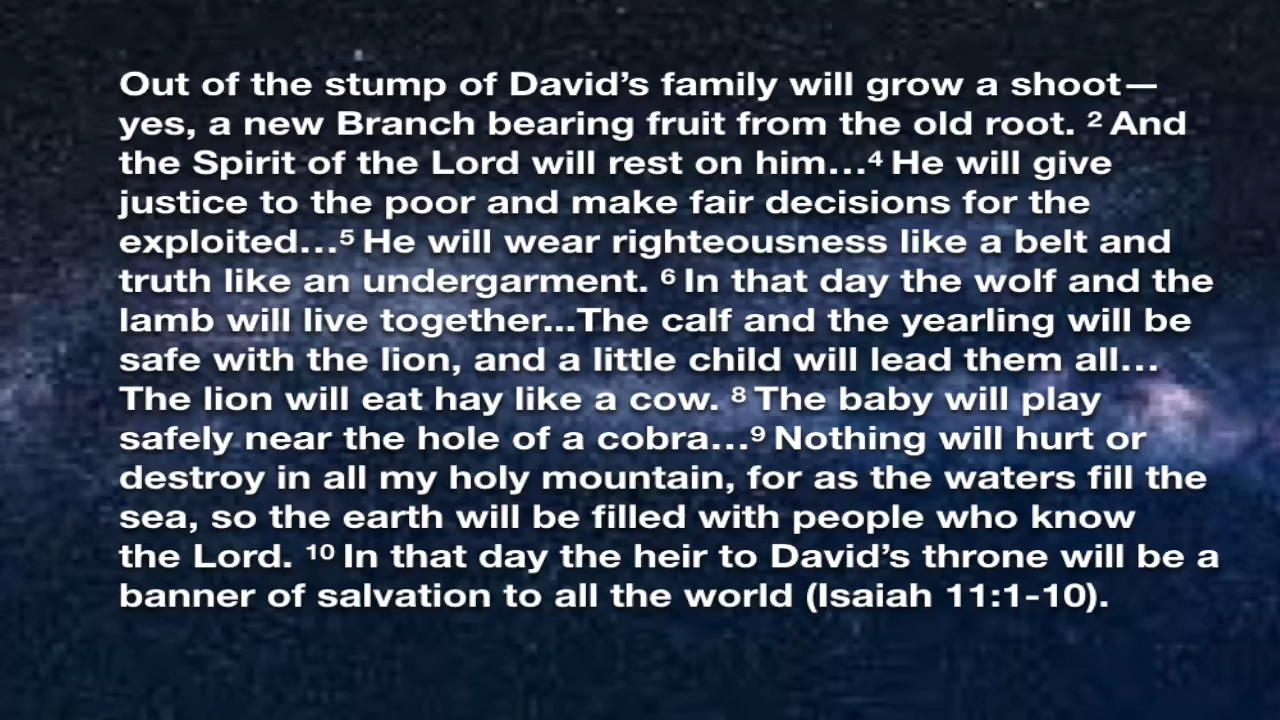 Out of the stump of David’s family will grow a shoot—
yes, a new Branch bearing fruit from the old root. ² And
the Spirit of the Lord will rest on him…⁴ He will give
justice to the poor and make fair decisions for the
exploited…⁵ He will wear righteousness like a belt and
truth like an undergarment. ⁶ In that day the wolf and the
lamb will live together...The calf and the yearling will be
safe with the lion, and a little child will lead them all…
The lion will eat hay like a cow. ⁸ The baby will play
safely near the hole of a cobra…⁹ Nothing will hurt or
destroy in all my holy mountain, for as the waters fill the
sea, so the earth will be filled with people who know
the Lord. ¹⁰ In that day the heir to David’s throne will be a
banner of salvation to all the world (Isaiah 11:1-10).